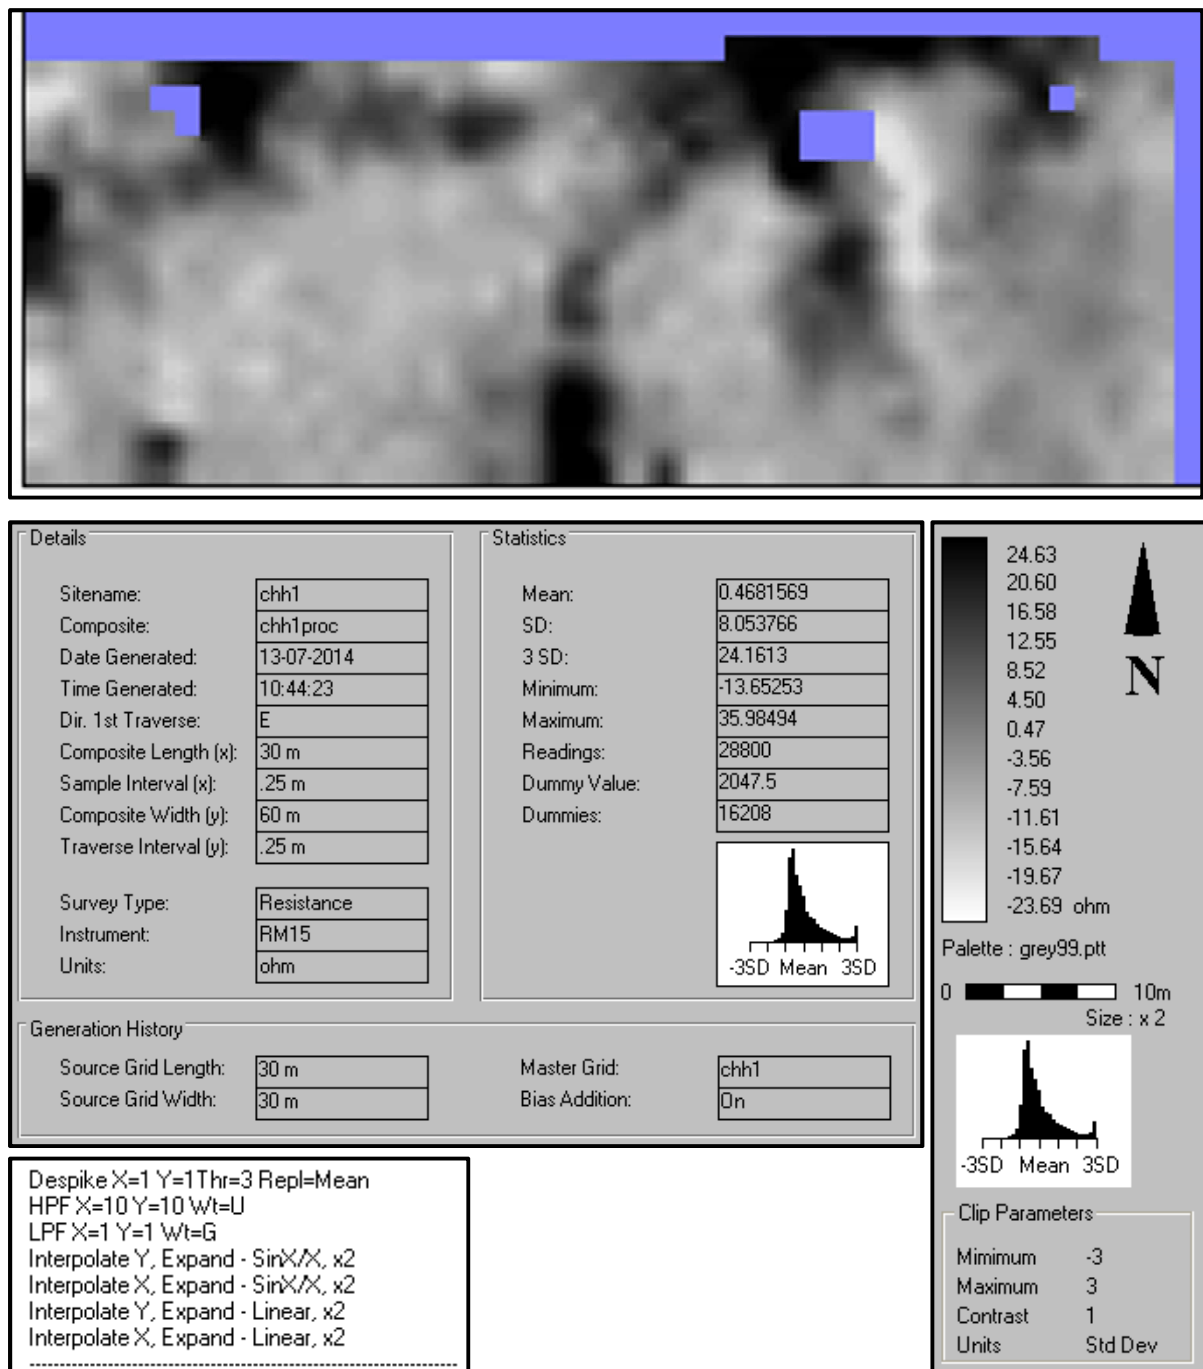 Details
Sitename: chh1
Composite: chh1proc
Date Generated: 13-07-2014
Time Generated: 10:44:23
Dir. 1st Traverse: E
Composite Length (x): 30 m
Sample Interval (x): .25 m
Composite Width (y): 60 m
Traverse Interval (y): .25 m
Survey Type: Resistance
Instrument: RM15
Units: ohm
Statistics
Mean: 0.4681569
SD: 8.053766
3 SD: 24.1613
Minimum: -13.65253
Maximum: 35.98494
Readings: 28800
Dummy Value: 2047.5
Dummies: 16208
-3SD Mean 3SD
Generation History
Source Grid Length: 30 m
Source Grid Width: 30 m
Master Grid: chh1
Bias Addition: On
24.63
20.60
16.58
12.55
8.52
4.50
0.47
-3.56
-7.59
-11.61
-15.64
-19.67
-23.69 ohm
N
Palette : grey99.ptt
0 10m
Size : x 2
-3SD Mean 3SD
Clip Parameters
Mimimum -3
Maximum 3
Contrast 1
Units Std Dev
Despike X=1 Y=1Thr=3 Repl=Mean
HPF X=10 Y=10 Wt=U
LPF X=1 Y=1 Wt=G
Interpolate Y, Expand - SinX/X, x2
Interpolate X, Expand - SinX/X, x2
Interpolate Y, Expand - Linear, x2
Interpolate X, Expand - Linear, x2